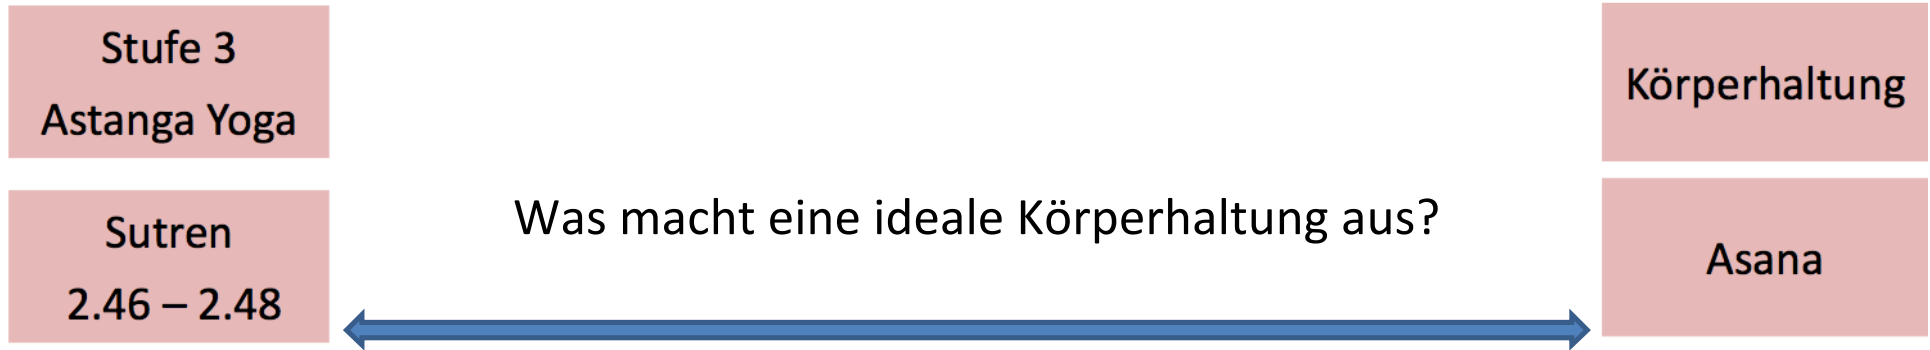 Stufe 3
Astanga Yoga
Körperhaltung
Sutren
2.46 – 2.48
Was macht eine ideale Körperhaltung aus?
Asana